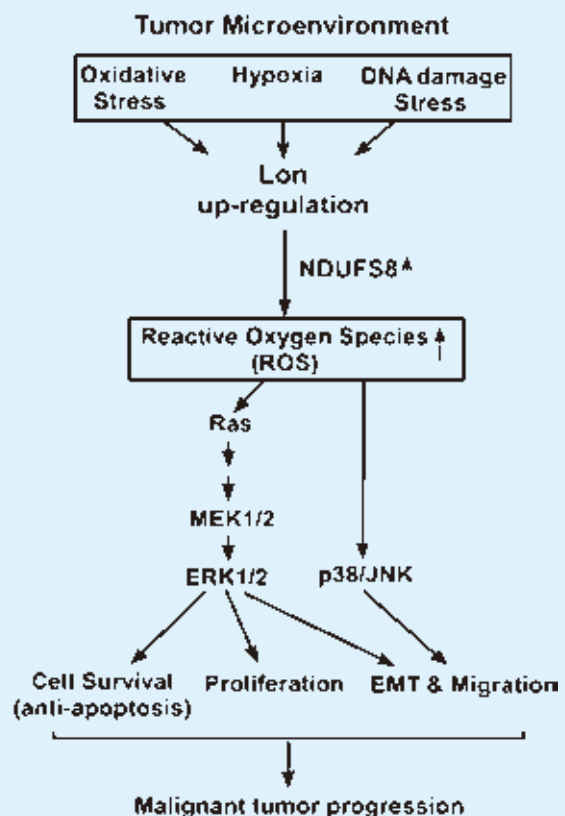 Tumor Microenvironment
Oxidative Hypoxia DNA damage
Stress Stress
Lon
up-regulation
NDUFS8
Reactive Oxygen Species
(ROS)
Ras
MEK1/2
ERK1/2 p38/JNK
Cell Survival Proliferation EMT & Migration
(anti-apoptosis)
Malignant tumor progression